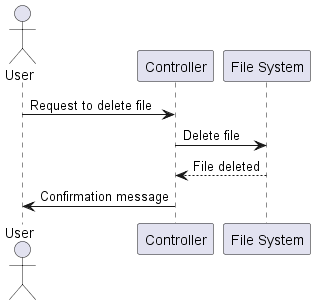 User
Controller
File System
Request to delete file
Delete file
File deleted
Confirmation message
User
Controller
File System